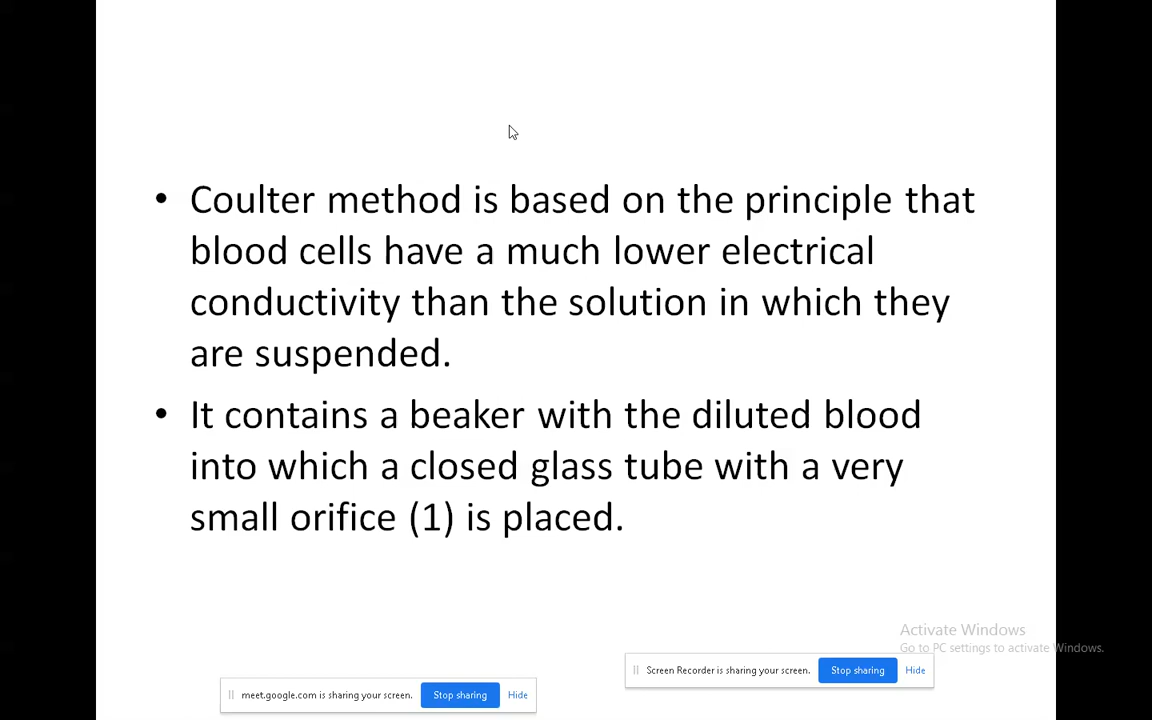 • Coulter method is based on the principle that
blood cells have a much lower electrical
conductivity than the solution in which they
are suspended.
• It contains a beaker with the diluted blood
into which a closed glass tube with a very
small orifice (1) is placed.
Activate Windows
Go to PC settings to activate Windows.
Screen Recorder is sharing your screen. Stop sharing Hide
meet.google.com is sharing your screen. Stop sharing Hide